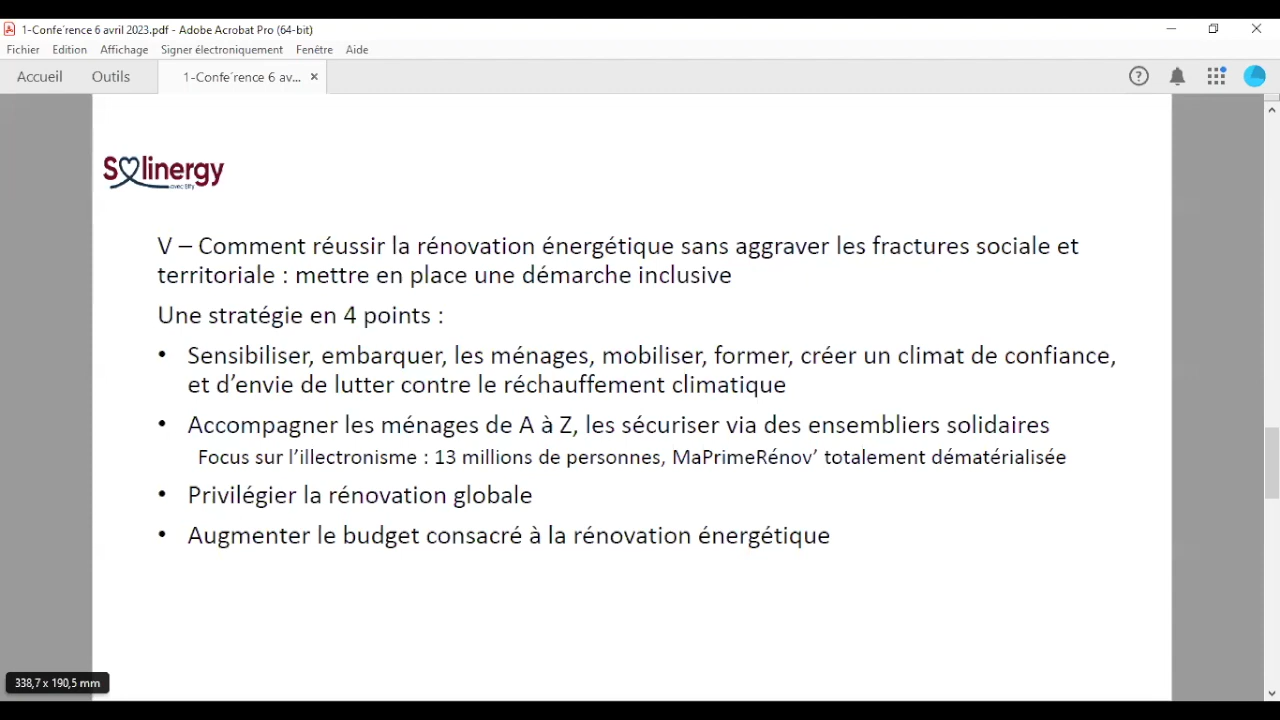 1-Confe´rence 6 avril 2023.pdf - Adobe Acrobat Pro (64-bit)
Fichier Edition Affichage Signer électroniquement Fenêtre Aide
Accueil Outils 1-Confe´rence 6 av... ×
Solinergy
avec Effy
V – Comment réussir la rénovation énergétique sans aggraver les fractures sociale et
territoriale : mettre en place une démarche inclusive
Une stratégie en 4 points :
• Sensibiliser, embarquer, les ménages, mobiliser, former, créer un climat de confiance,
et d’envie de lutter contre le réchauffement climatique
• Accompagner les ménages de A à Z, les sécuriser via des ensembliers solidaires
Focus sur l’illectronisme : 13 millions de personnes, MaPrimeRénov’ totalement dématérialisée
• Privilégier la rénovation globale
• Augmenter le budget consacré à la rénovation énergétique
338,7 x 190,5 mm